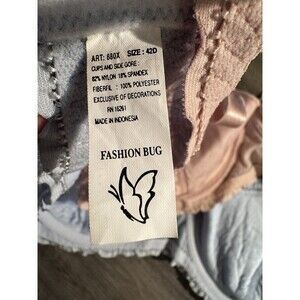 ART: 680X SIZE : 42D
CUPS AND SIDE GORE :
82% NYLON 18% SPANDEX
FIBERFIL : 100% POLYESTER
EXCLUSIVE OF DECORATIONS
RN 16261
MADE IN INDONESIA
FASHION BUG